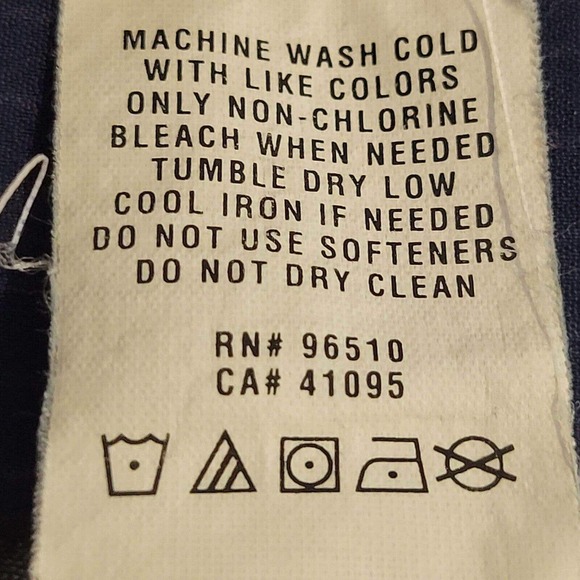 MACHINE WASH COLD
WITH LIKE COLORS
ONLY NON-CHLORINE
BLEACH WHEN NEEDED
TUMBLE DRY LOW
COOL IRON IF NEEDED
DO NOT USE SOFTENERS
DO NOT DRY CLEAN
RN# 96510
CA# 41095